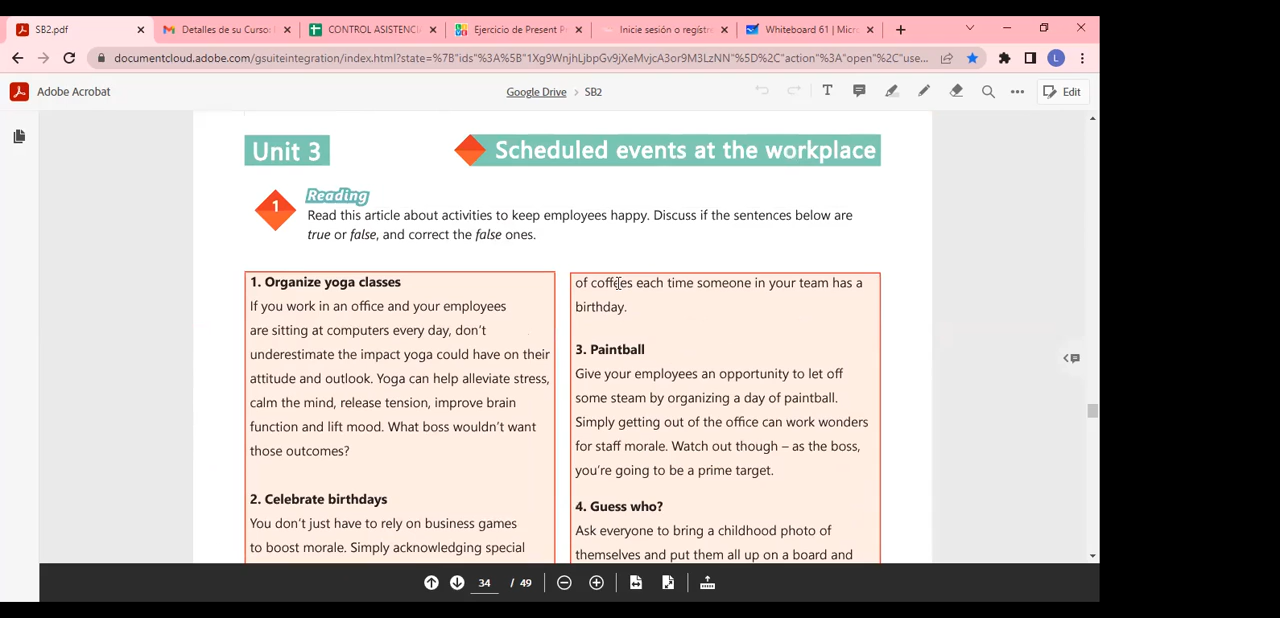 SB2.pdf
Detalles de su Curso
CONTROL ASISTENCI
Ejercicio de Present P
Inicie sesión o registre
Whiteboard 61 | Micr
documentcloud.adobe.com/gsuiteintegration/index.html?state=%7B"ids"%3A%5B"1Xg9WnjhLjbpGv9jXeMvjcA3or9M3LzNN"%5D%2C"action"%3A"open"%2C"use...
L
Adobe Acrobat
Google Drive > SB2
T
Edit
Unit 3
Scheduled events at the workplace
1
Reading
Read this article about activities to keep employees happy. Discuss if the sentences below are
true or false, and correct the false ones.
1. Organize yoga classes
If you work in an office and your employees
are sitting at computers every day, don't
underestimate the impact yoga could have on their
attitude and outlook. Yoga can help alleviate stress,
calm the mind, release tension, improve brain
function and lift mood. What boss wouldn't want
those outcomes?
2. Celebrate birthdays
You don't just have to rely on business games
to boost morale. Simply acknowledging special
of coffees each time someone in your team has a
birthday.
3. Paintball
Give your employees an opportunity to let off
some steam by organizing a day of paintball.
Simply getting out of the office can work wonders
for staff morale. Watch out though – as the boss,
you're going to be a prime target.
4. Guess who?
Ask everyone to bring a childhood photo of
themselves and put them all up on a board and
34 / 49